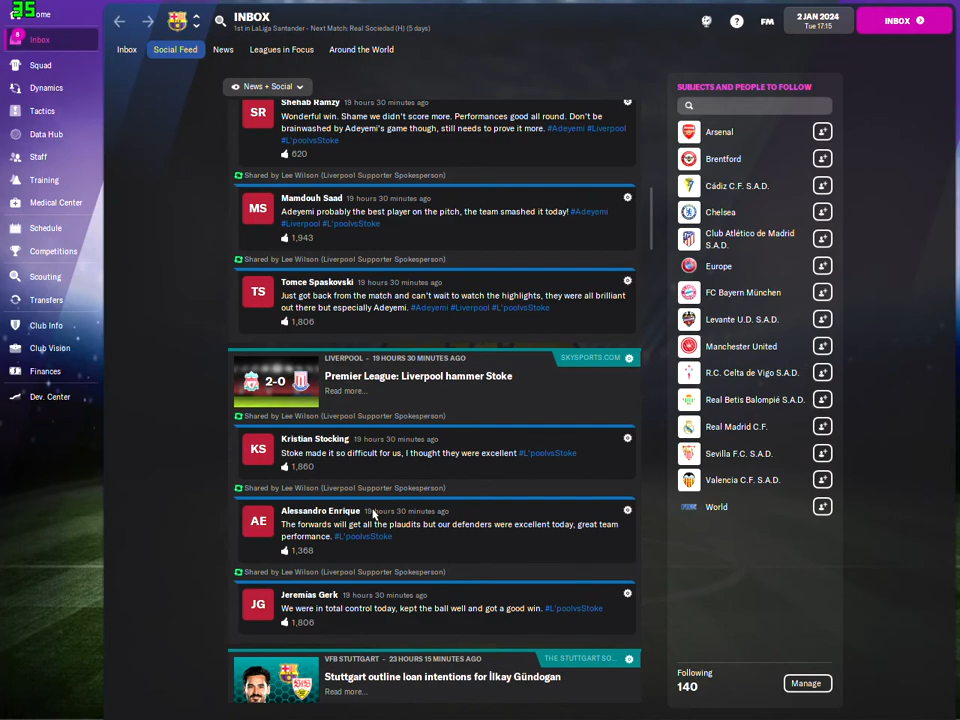 35
Home
8
Inbox
Squad
Dynamics
Tactics
Data Hub
Staff
Training
Medical Center
Schedule
Competitions
Scouting
Transfers
Club Info
Club Vision
Finances
Dev. Center
INBOX
1st in LaLiga Santander - Next Match: Real Sociedad (H) (5 days)
?
FM
2 JAN 2024
Tue 17:15
INBOX
Inbox
Social Feed
News
Leagues in Focus
Around the World
News + Social
SR
Shehab Ramzy 19 hours 30 minutes ago
Wonderful win. Shame we didn't score more. Performances good all round. Don't be
brainwashed by Adeyemi's game though, still needs to prove it more. #Adeyemi #Liverpool
#L'poolvsStoke
620
Shared by Lee Wilson (Liverpool Supporter Spokesperson)
MS
Mamdouh Saad 19 hours 30 minutes ago
Adeyemi probably the best player on the pitch, the team smashed it today! #Adeyemi
#Liverpool #L'poolvsStoke
1,943
Shared by Lee Wilson (Liverpool Supporter Spokesperson)
TS
Tomce Spaskovski 19 hours 30 minutes ago
Just got back from the match and can't wait to watch the highlights, they were all brilliant
out there but especially Adeyemi. #Adeyemi #Liverpool #L'poolvsStoke
1,806
LIVERPOOL - 19 HOURS 30 MINUTES AGO
SKYSPORTS.COM
2-0
Premier League: Liverpool hammer Stoke
Read more...
Shared by Lee Wilson (Liverpool Supporter Spokesperson)
KS
Kristian Stocking 19 hours 30 minutes ago
Stoke made it so difficult for us, I thought they were excellent #L'poolvsStoke
1,860
Shared by Lee Wilson (Liverpool Supporter Spokesperson)
AE
Alessandro Enrique 19 hours 30 minutes ago
The forwards will get all the plaudits but our defenders were excellent today, great team
performance. #L'poolvsStoke
1,368
Shared by Lee Wilson (Liverpool Supporter Spokesperson)
JG
Jeremias Gerk 19 hours 30 minutes ago
We were in total control today, kept the ball well and got a good win. #L'poolvsStoke
1,806
VFB STUTTGART - 23 HOURS 15 MINUTES AGO
THE STUTTGART SO...
Stuttgart outline loan intentions for İlkay Gündogan
Read more...
SUBJECTS AND PEOPLE TO FOLLOW
Arsenal
Brentford
Cádiz C.F. S.A.D.
Chelsea
Club Atlético de Madrid
S.A.D.
Europe
FC Bayern München
Levante U.D. S.A.D.
Manchester United
R.C. Celta de Vigo S.A.D.
Real Betis Balompié S.A.D.
Real Madrid C.F.
Sevilla F.C. S.A.D.
Valencia C.F. S.A.D.
World
Following
140
Manage